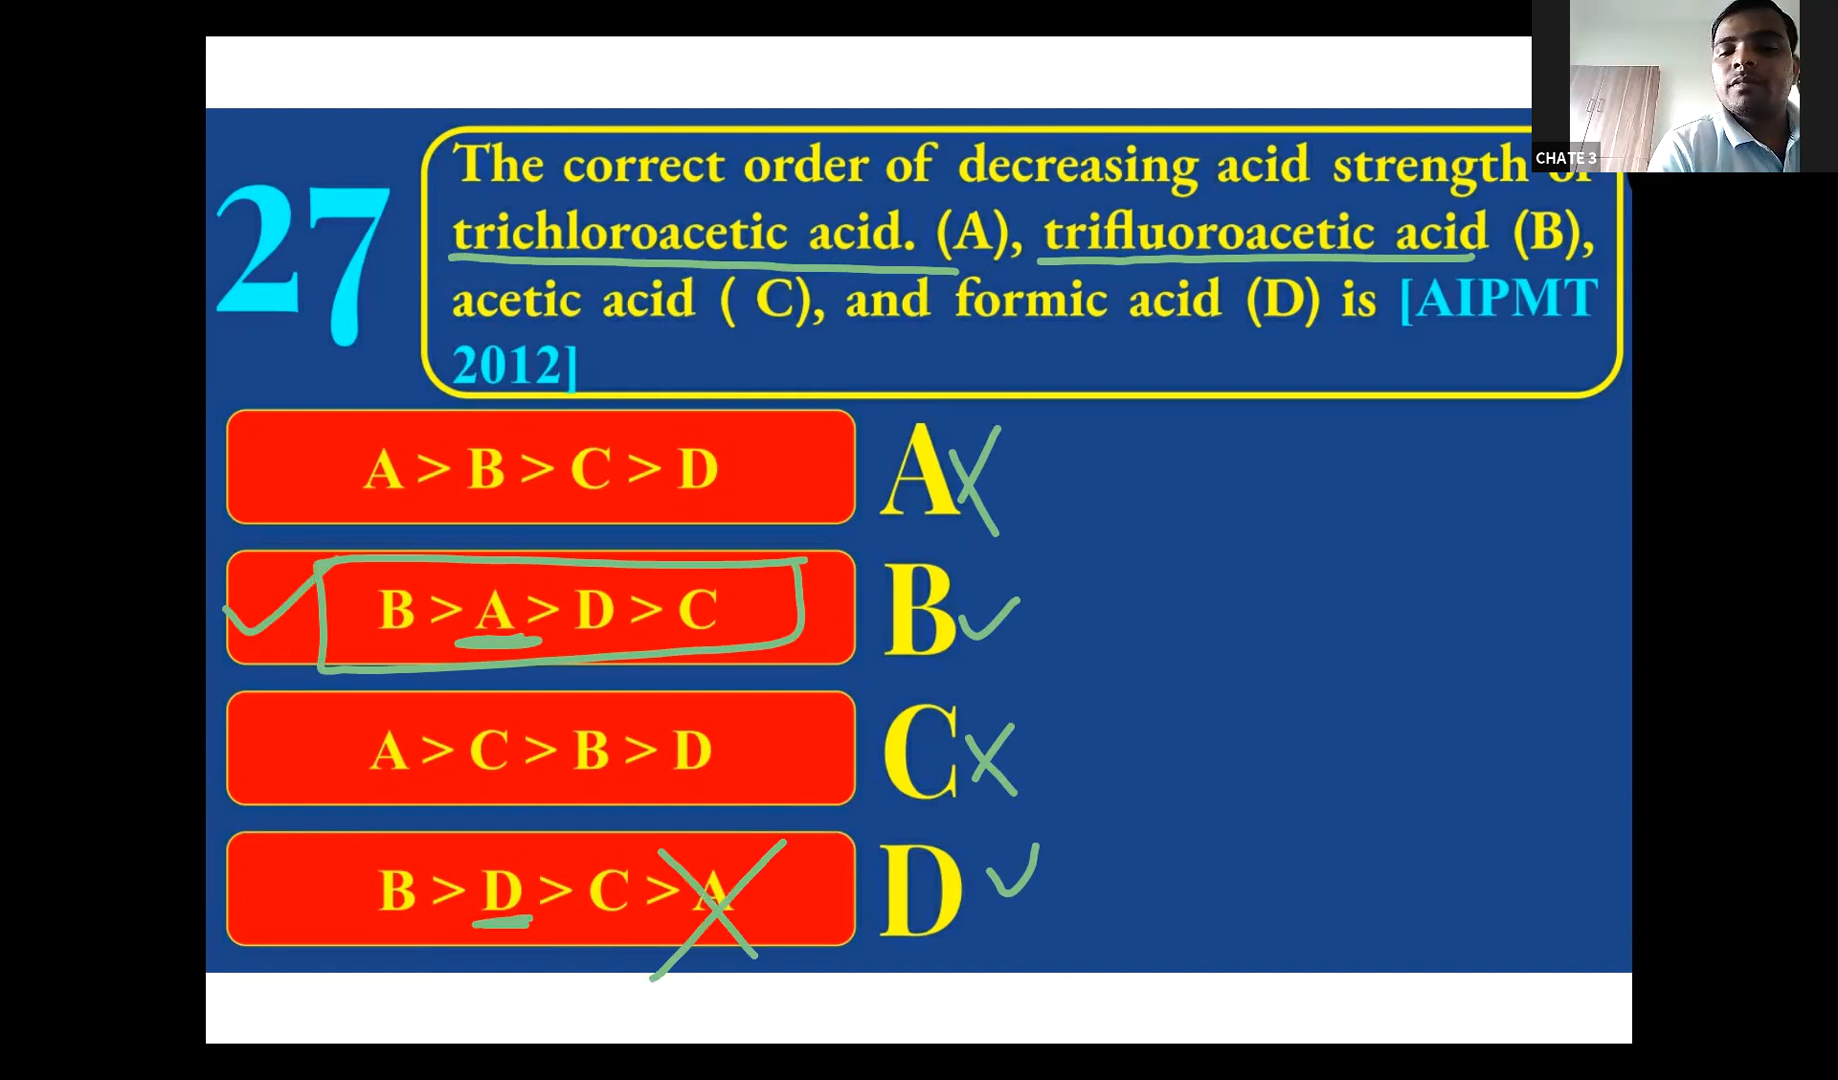 CHATE 3
27
The correct order of decreasing acid strength of
trichloroacetic acid. (A), trifluoroacetic acid (B),
acetic acid ( C), and formic acid (D) is [AIPMT
2012]
A > B > C > D
A
B > A > D > C
B
A > C > B > D
C
B > D > C > A
D